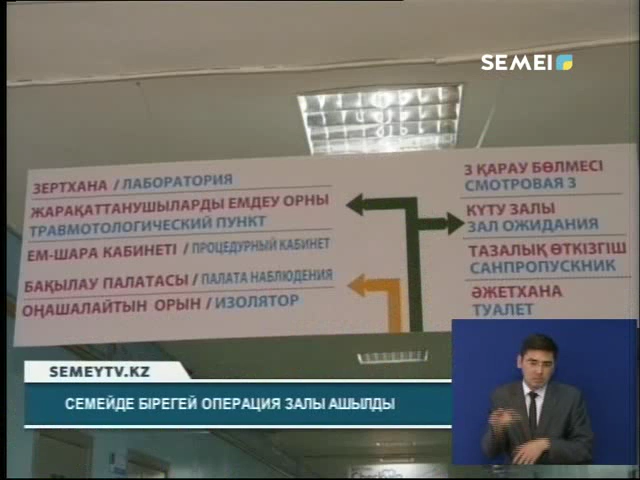 SEMEI
ЗЕРТХАНА / ЛАБОРАТОРИЯ
ЖАРАҚАТТАНУШЫЛАРДЫ ЕМДЕУ ОРНЫ
ТРАВМОТОЛОГИЧЕСКИЙ ПУНКТ
ЕМ-ШАРА КАБИНЕТІ / ПРОЦЕДУРНЫЙ КАБИНЕТ
БАҚЫЛАУ ПАЛАТАСЫ / ПАЛАТА НАБЛЮДЕНИЯ
ОҢАШАЛАЙТЫН ОРЫН / ИЗОЛЯТОР
3 ҚАРАУ БӨЛМЕСІ
СМОТРОВАЯ 3
КҮТУ ЗАЛЫ
ЗАЛ ОЖИДАНИЯ
ТАЗАЛЫҚ ӨТКІЗГІШ
САНПРОПУСКНИК
ӘЖЕТХАНА
ТУАЛЕТ
SEMEYTV.KZ
СЕМЕЙДЕ БІРЕГЕЙ ОПЕРАЦИЯ ЗАЛЫ АШЫЛДЫ